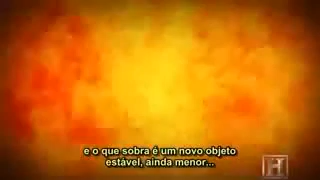 e o que sobra é um novo objeto
estável, ainda menor...
H